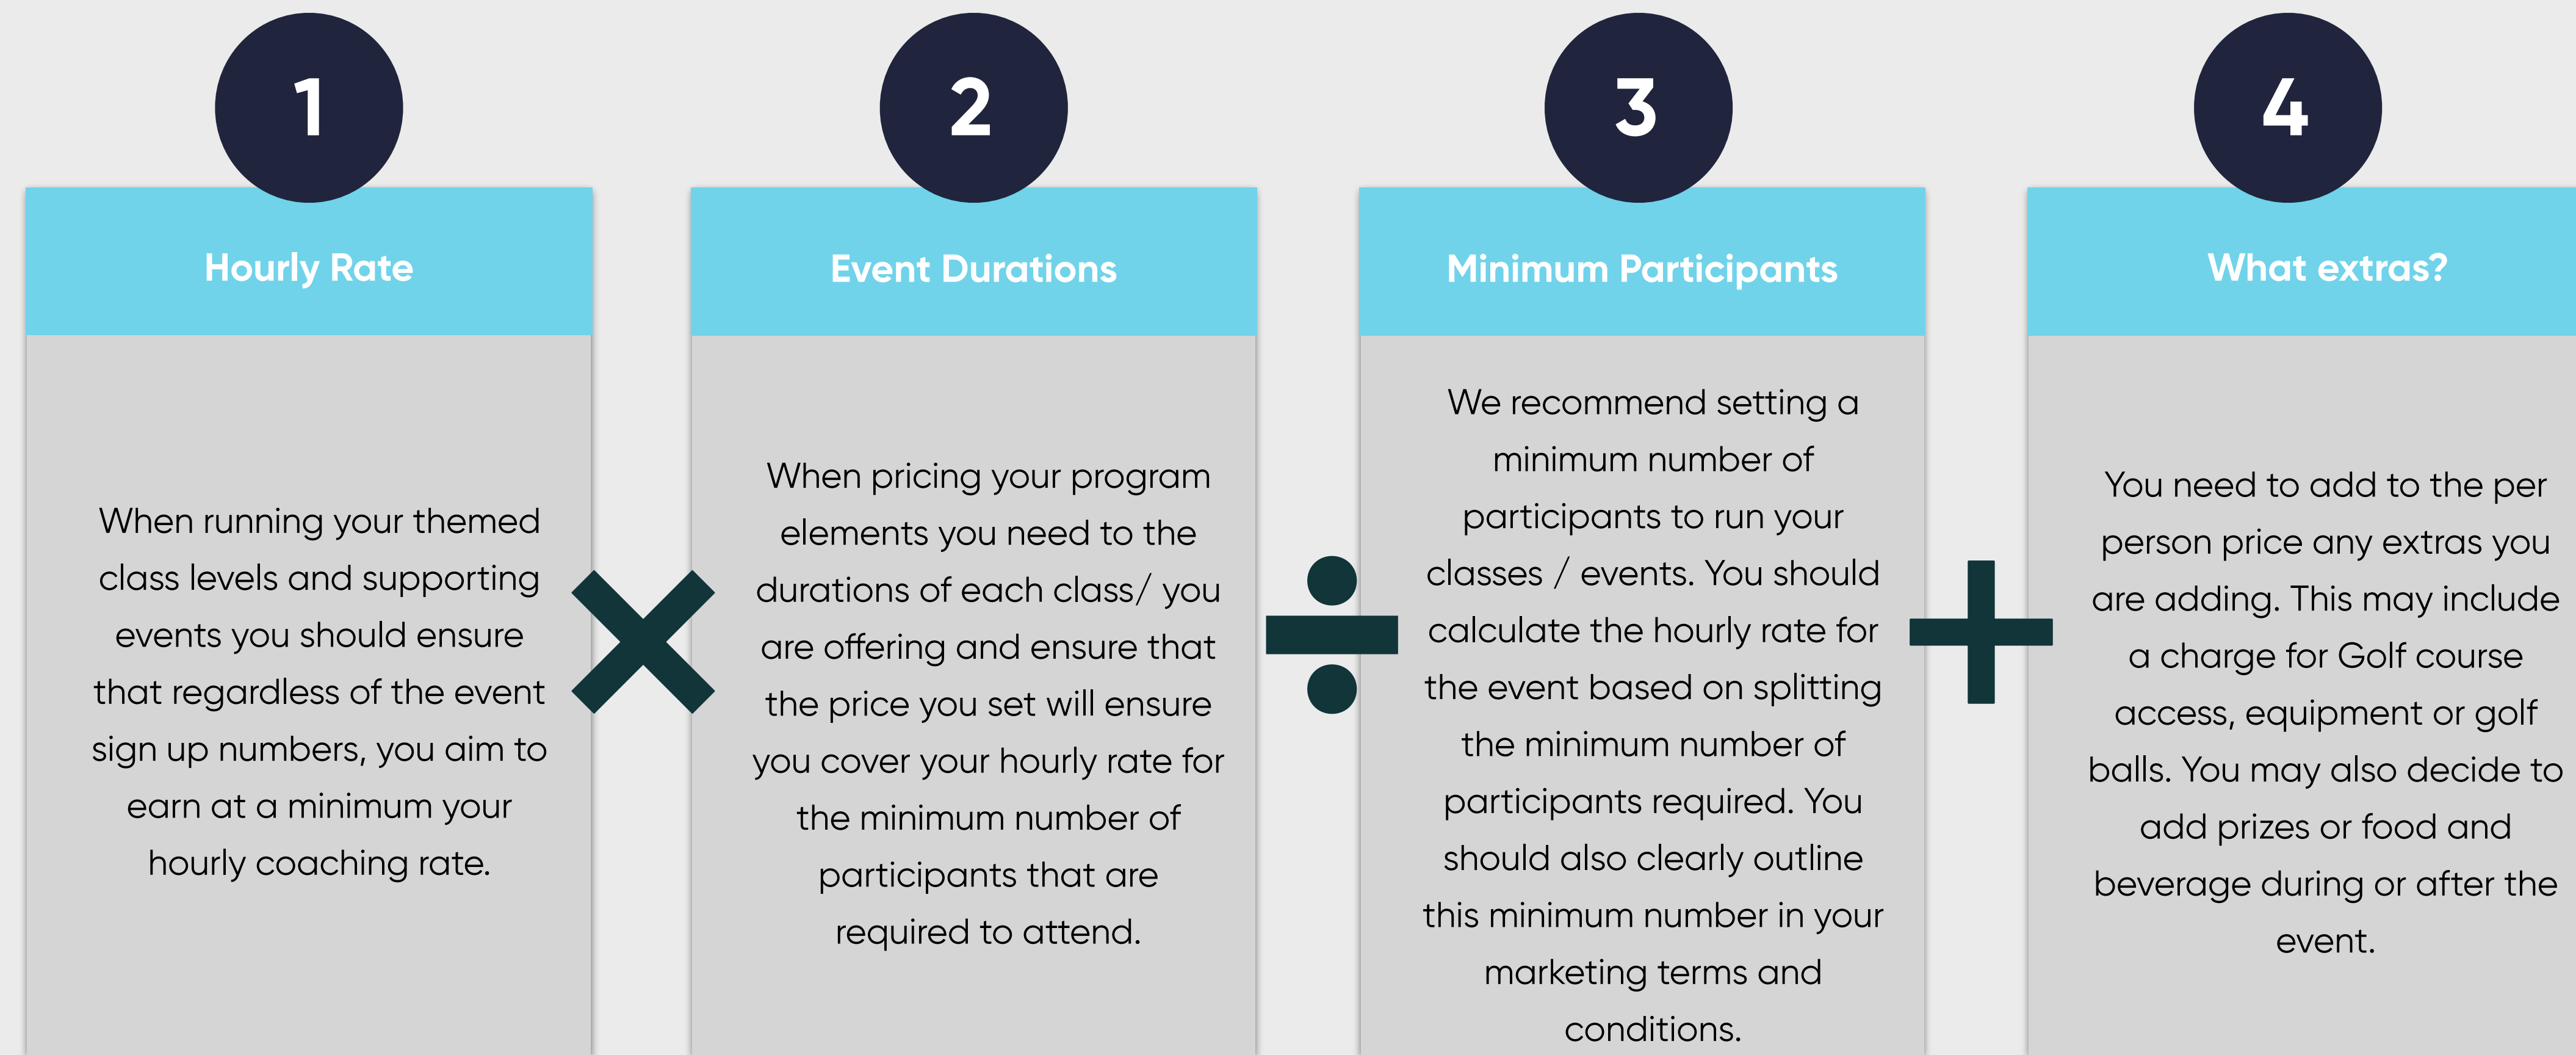 1
Hourly Rate
When running your themed
class levels and supporting
events you should ensure
that regardless of the event
sign up numbers, you aim to
earn at a minimum your
hourly coaching rate.
×
2
Event Durations
When pricing your program
elements you need to the
durations of each class/ you
are offering and ensure that
the price you set will ensure
you cover your hourly rate for
the minimum number of
participants that are
required to attend.
÷
3
Minimum Participants
We recommend setting a
minimum number of
participants to run your
classes / events. You should
calculate the hourly rate for
the event based on splitting
the minimum number of
participants required. You
should also clearly outline
this minimum number in your
marketing terms and
conditions.
+
4
What extras?
You need to add to the per
person price any extras you
are adding. This may include
a charge for Golf course
access, equipment or golf
balls. You may also decide to
add prizes or food and
beverage during or after the
event.